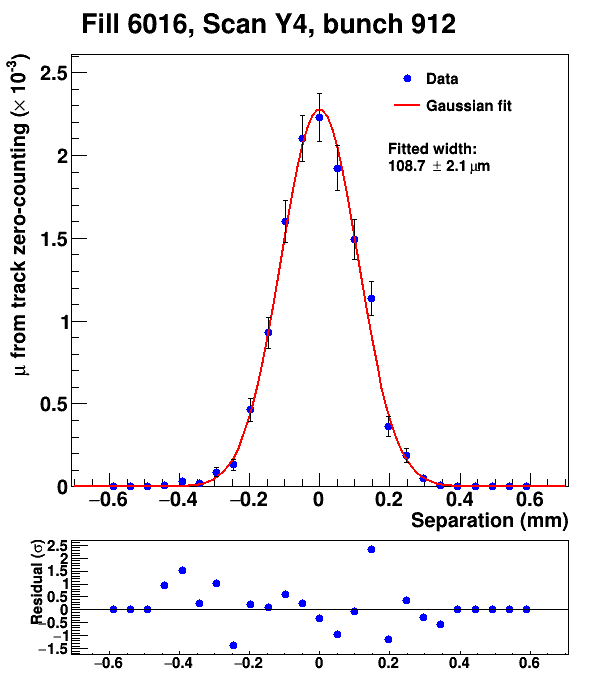 Fill 6016, Scan Y4, bunch 912
μ from track zero-counting (× 10⁻³)
2.5
2
1.5
1
0.5
0
Data
Gaussian fit
Fitted width:
108.7 ± 2.1 μm
−0.6 −0.4 −0.2 0 0.2 0.4 0.6
Separation (mm)
Residual (σ)
2.5
2
1.5
1
0.5
0
−0.5
−1
−1.5
−0.6 −0.4 −0.2 0 0.2 0.4 0.6